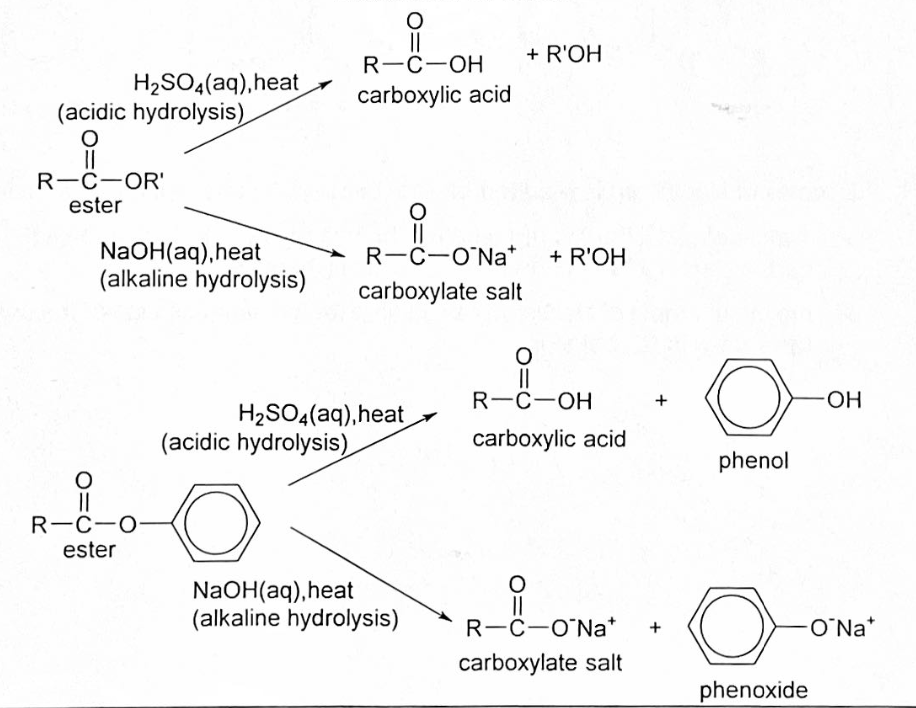 O
R—C—OH + R'OH
carboxylic acid
H₂SO₄(aq),heat
(acidic hydrolysis)
O
R—C—OR'
ester
NaOH(aq),heat
(alkaline hydrolysis)
O
R—C—O⁻Na⁺ + R'OH
carboxylate salt
O
R—C—OH + OH
carboxylic acid
phenol
H₂SO₄(aq),heat
(acidic hydrolysis)
O
R—C—O
ester
NaOH(aq),heat
(alkaline hydrolysis)
O
R—C—O⁻Na⁺ + O⁻Na⁺
carboxylate salt
phenoxide